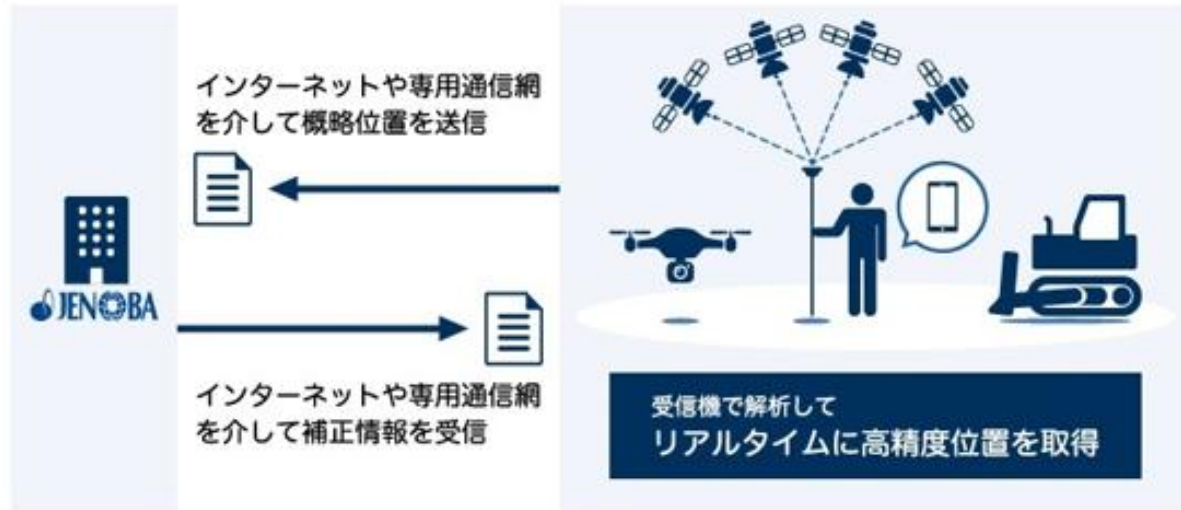 インターネットや専用通信網
を介して概略位置を送信
JENOBA
インターネットや専用通信網
を介して補正情報を受信
受信機で解析して
リアルタイムに高精度位置を取得